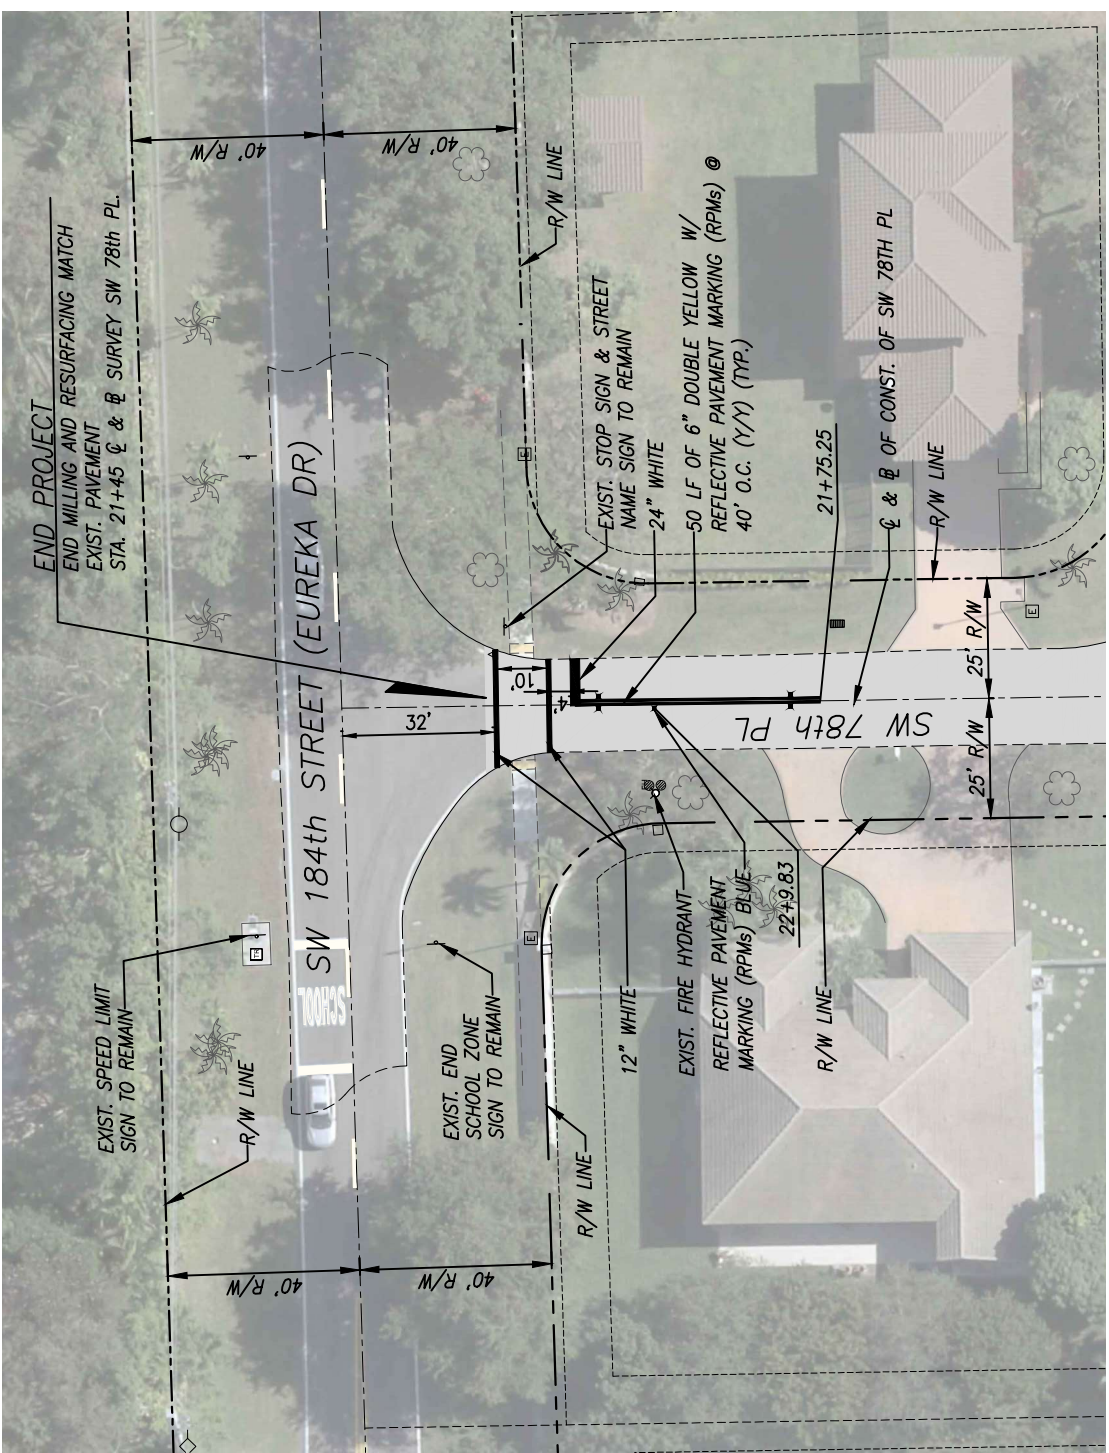 END PROJECT
END MILLING AND RESURFACING MATCH
EXIST. PAVEMENT
STA. 21+45 ℄ & BL SURVEY SW 78th PL.
40' R/W
40' R/W
R/W LINE
SW 184th STREET (EUREKA DR)
EXIST. STOP SIGN & STREET
NAME SIGN TO REMAIN
24" WHITE
50 LF OF 6" DOUBLE YELLOW W/
REFLECTIVE PAVEMENT MARKING (RPMs) @
40' O.C. (Y/Y) (TYP.)
21+75.25
℄ & BL OF CONST. OF SW 78TH PL
R/W LINE
E
E
32'
10'
4'
SW 78th PL
25' R/W
25' R/W
EXIST. SPEED LIMIT
SIGN TO REMAIN
R/W LINE
SCHOOL
EXIST. END
SCHOOL ZONE
SIGN TO REMAIN
E
R/W LINE
12" WHITE
EXIST. FIRE HYDRANT
REFLECTIVE PAVEMENT
MARKING (RPMs) BLUE
22+9.83
R/W LINE
40' R/W
40' R/W